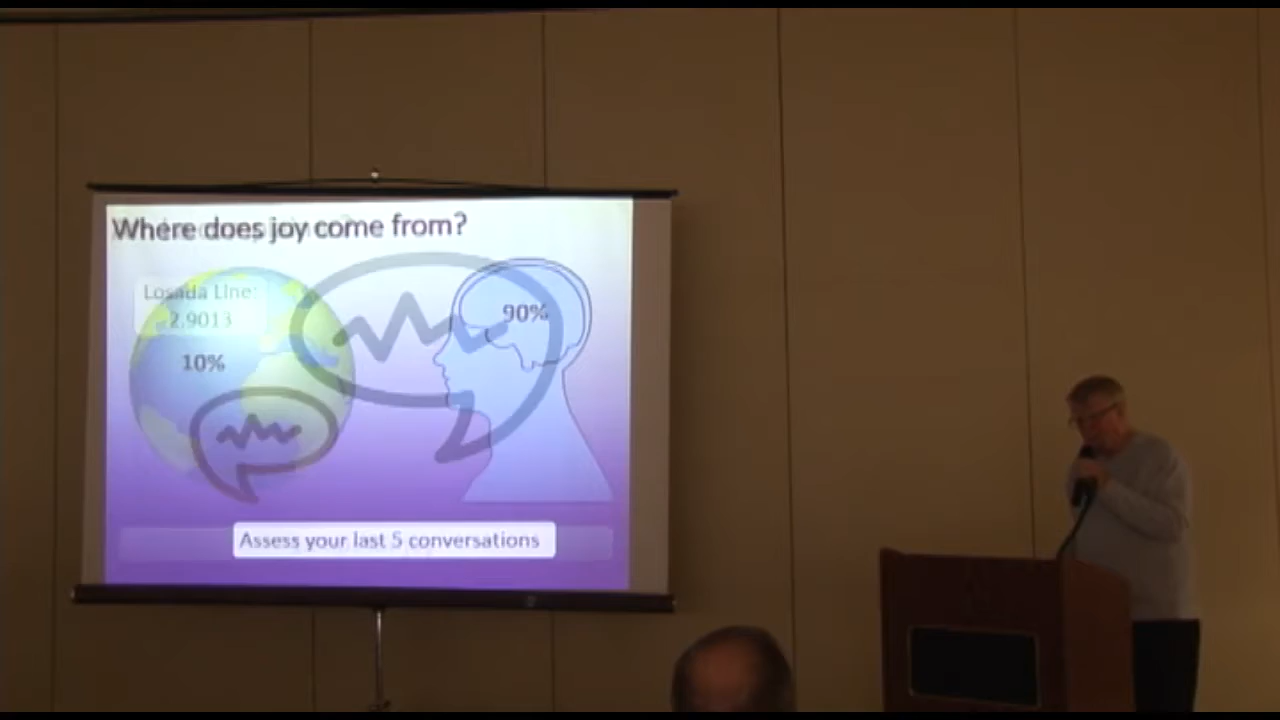 Where does joy come from?
Losada Line:
2.9013
90%
10%
Assess your last 5 conversations